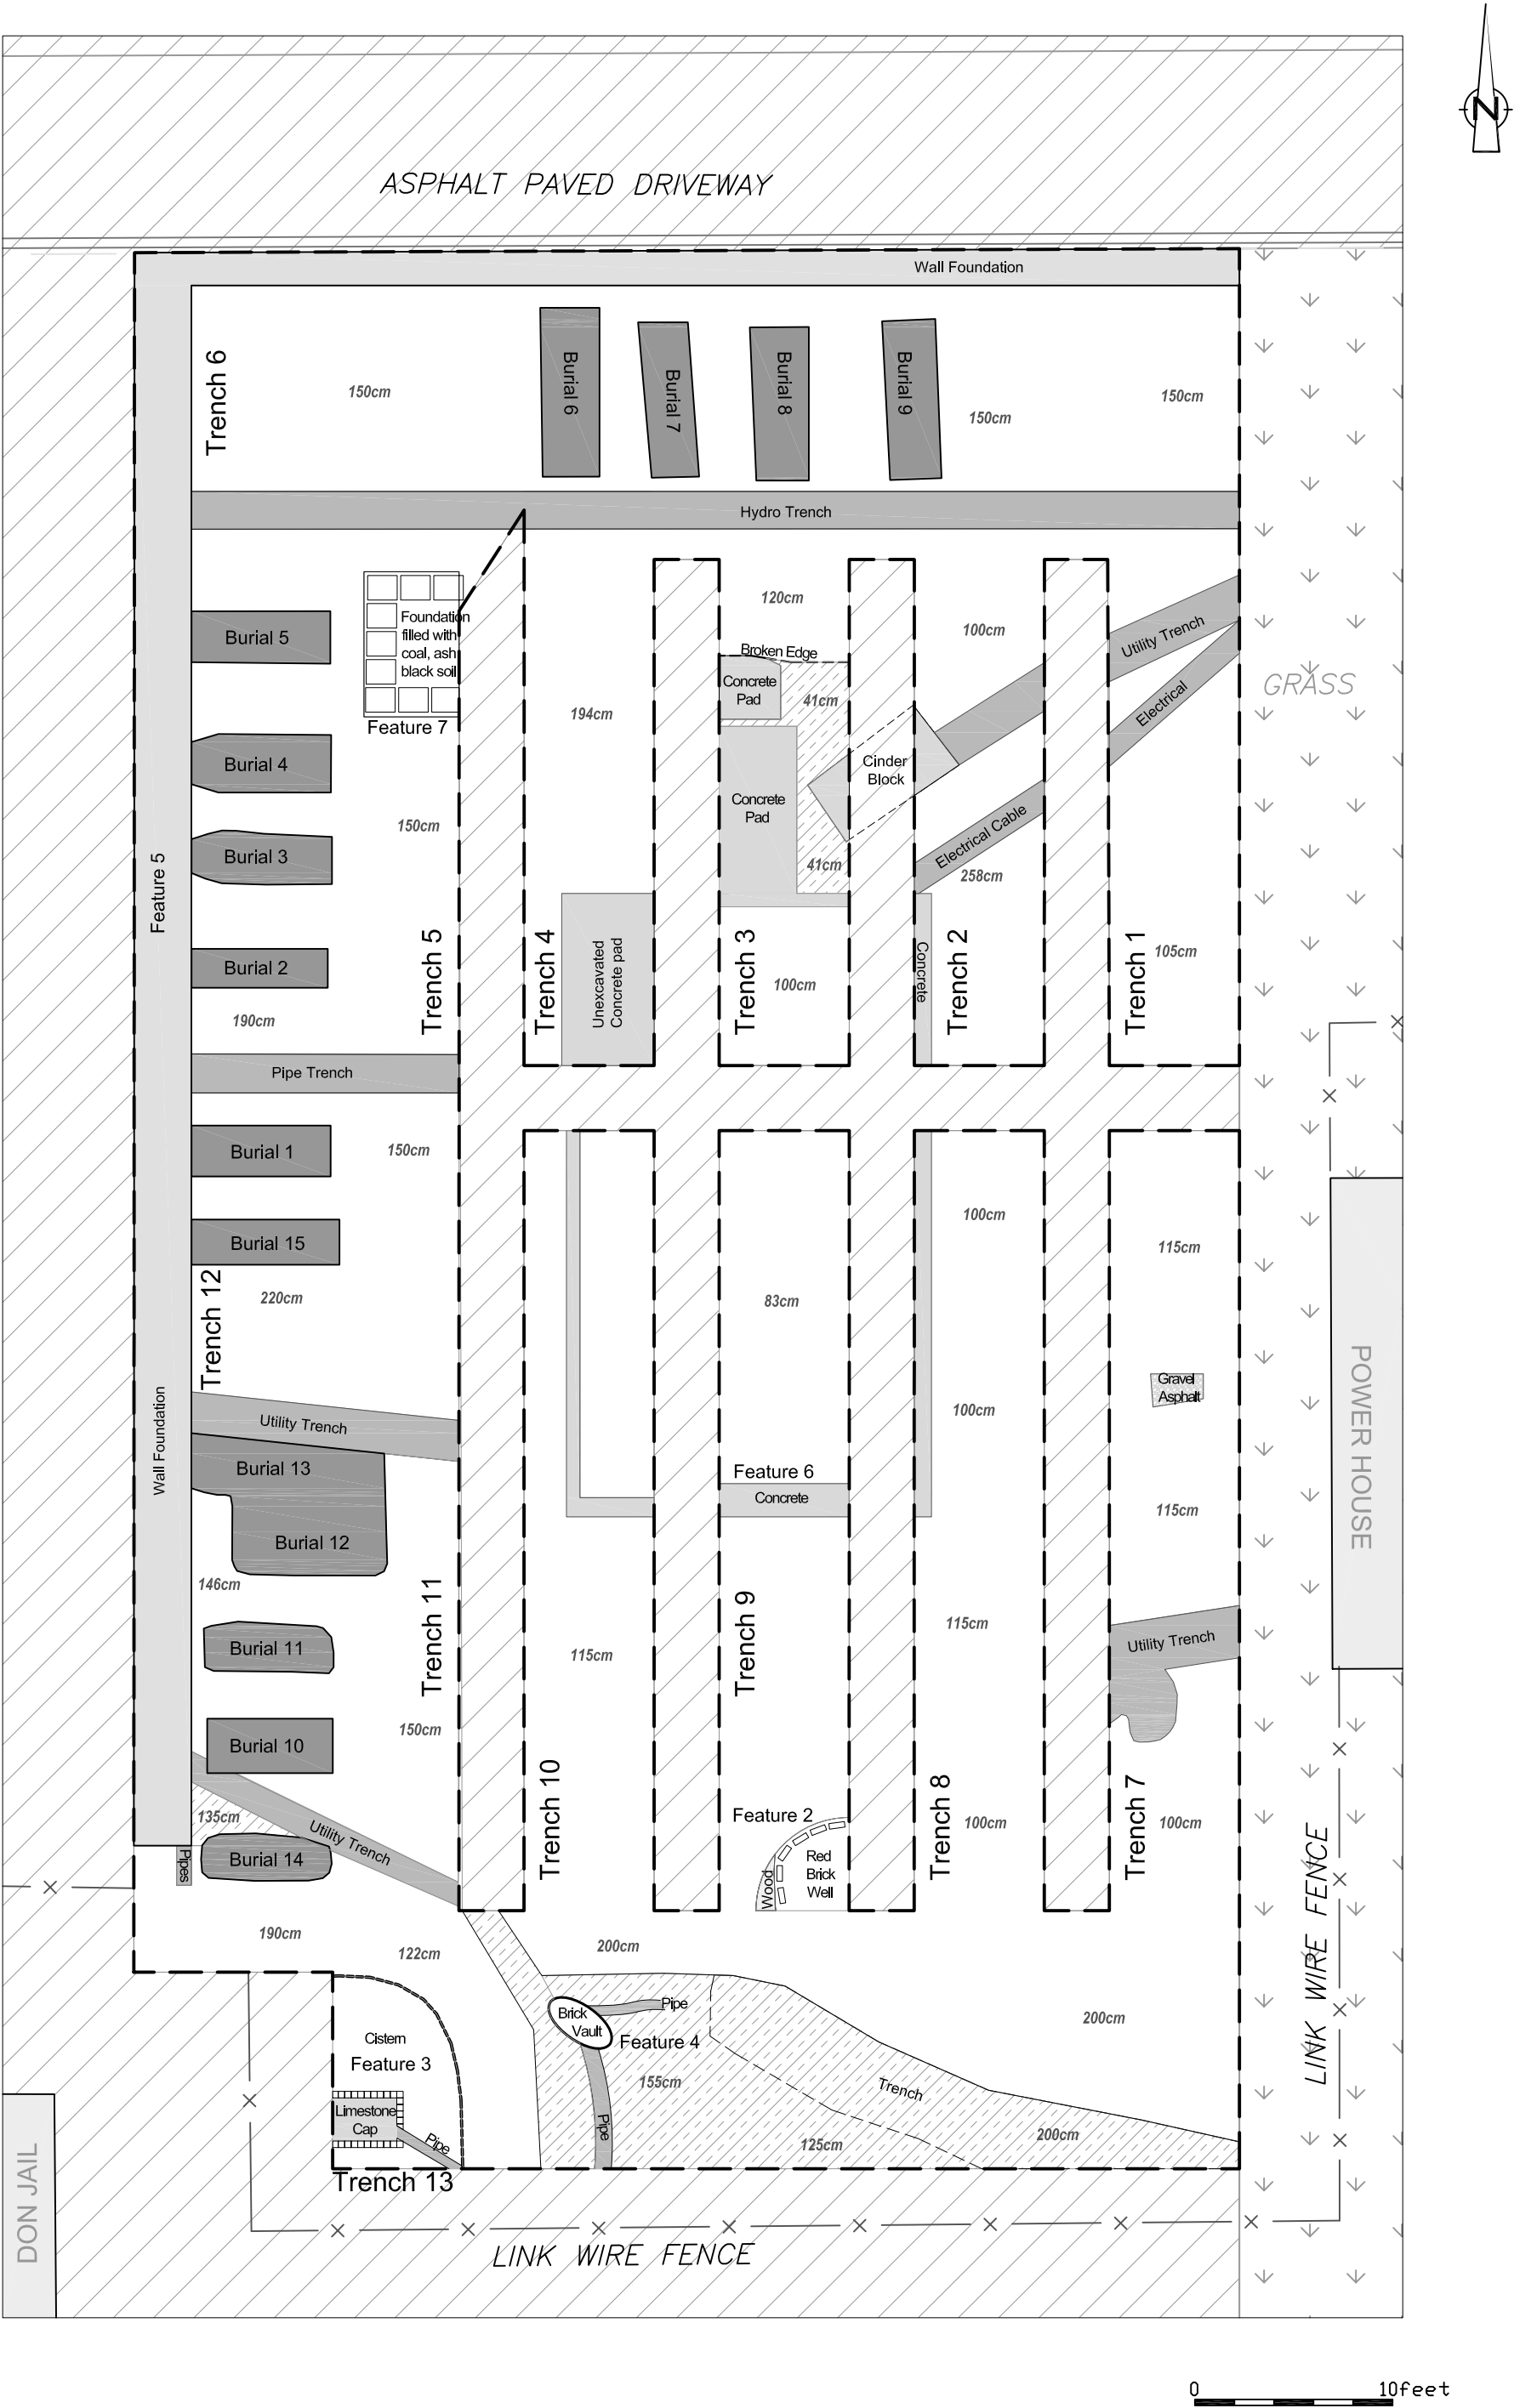 N
ASPHALT PAVED DRIVEWAY
Wall Foundation
Trench 6
150cm
Burial 6
Burial 7
Burial 8
Burial 9
150cm
150cm
Hydro Trench
Burial 5
Foundation
filled with
coal, ash
black soil
Feature 7
120cm
100cm
Utility Trench
Broken Edge
Concrete
Pad
41cm
Electrical
GRASS
194cm
Burial 4
Cinder
Block
Concrete
Pad
150cm
Electrical Cable
Burial 3
41cm
258cm
Feature 5
Burial 2
190cm
Trench 5
Trench 4
Unexcavated
Concrete pad
Trench 3
100cm
Concrete
Trench 2
Trench 1
105cm
Pipe Trench
Burial 1
150cm
Burial 15
100cm
115cm
Trench 12
220cm
83cm
Gravel
Asphalt
POWER HOUSE
Wall Foundation
Utility Trench
100cm
Burial 13
Feature 6
Concrete
115cm
Burial 12
146cm
Trench 11
Burial 11
115cm
Trench 9
115cm
Utility Trench
150cm
Burial 10
135cm
Utility Trench
Trench 10
Feature 2
Red
Brick
Well
Wood
Trench 8
100cm
Trench 7
100cm
Pipes
Burial 14
190cm
122cm
200cm
LINK WIRE FENCE
Brick
Vault
Pipe
Feature 4
200cm
Cistern
Feature 3
155cm
Trench
Limestone
Cap
Pipe
Pipe
125cm
200cm
DON JAIL
Trench 13
LINK WIRE FENCE
0 10feet